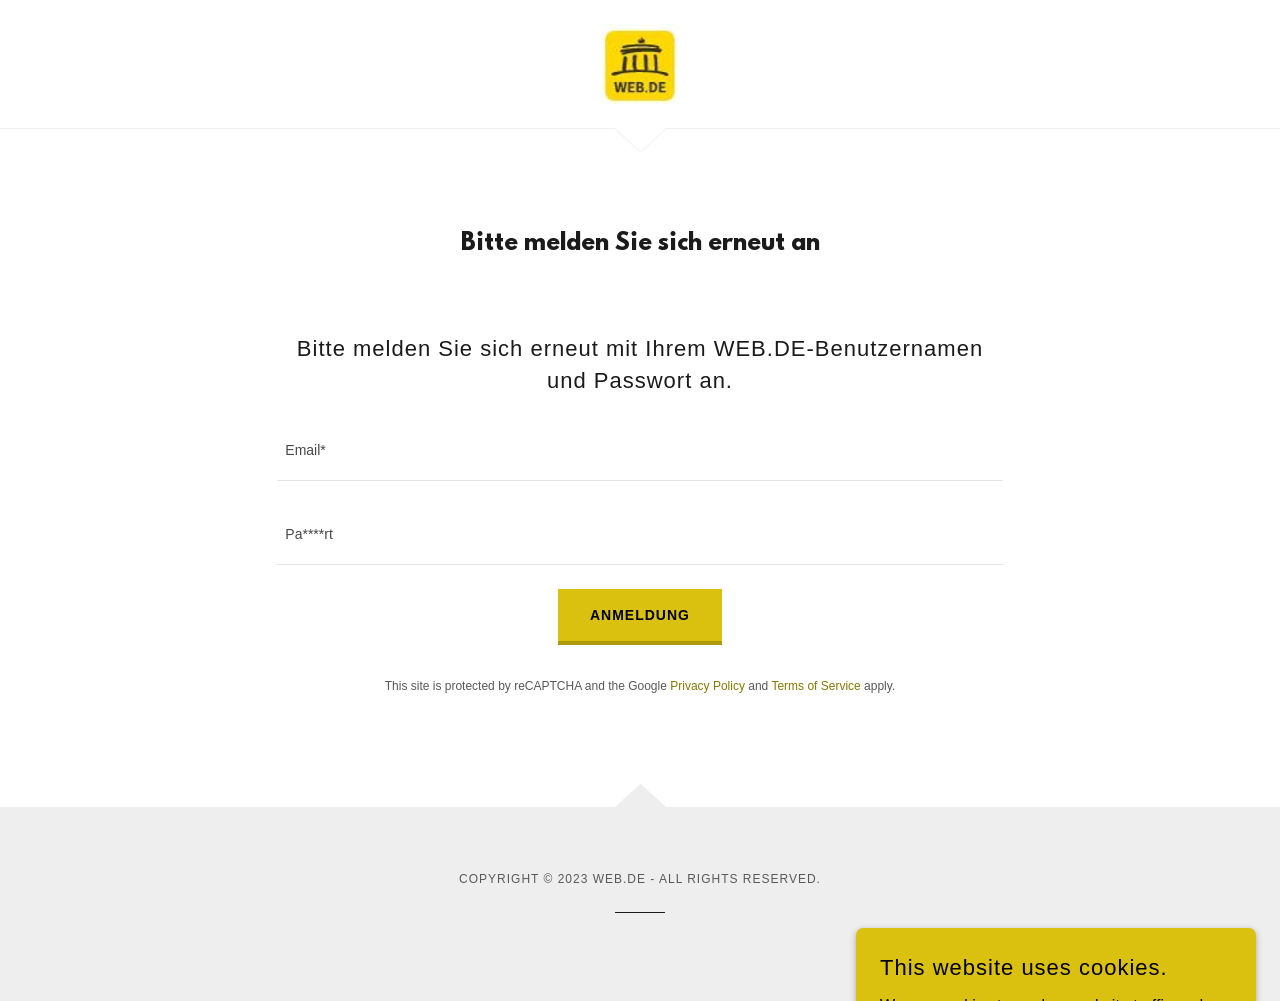 WEB.DE
Bitte melden Sie sich erneut an
Bitte melden Sie sich erneut mit Ihrem WEB.DE-Benutzernamen
und Passwort an.
Email*
Pa****rt
ANMELDUNG
This site is protected by reCAPTCHA and the Google Privacy Policy and Terms of Service apply.
COPYRIGHT © 2023 WEB.DE - ALL RIGHTS RESERVED.
This website uses cookies.